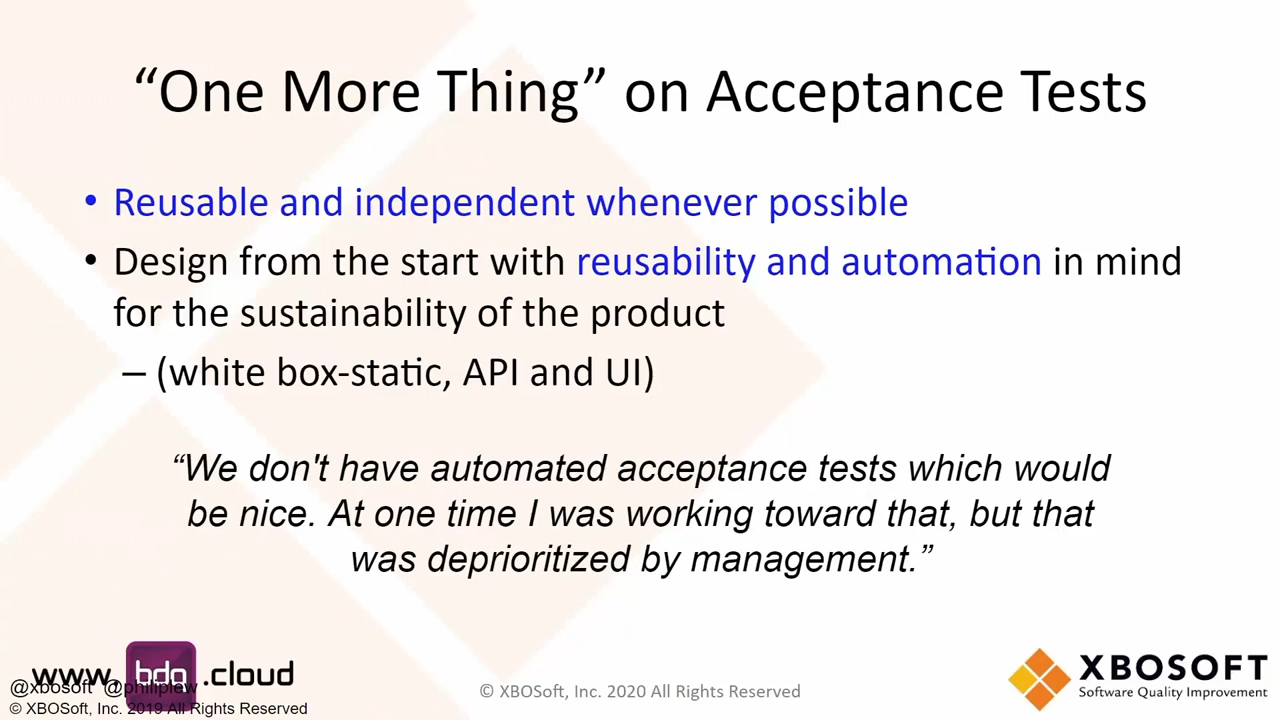 “One More Thing” on Acceptance Tests
• Reusable and independent whenever possible
• Design from the start with reusability and automation in mind
for the sustainability of the product
– (white box-static, API and UI)
“We don't have automated acceptance tests which would
be nice. At one time I was working toward that, but that
was deprioritized by management.”
www.bdq.cloud
@xbosoft @philiplew
© XBOSoft, Inc. 2019 All Rights Reserved
© XBOSoft, Inc. 2020 All Rights Reserved
XBOSOFT
Software Quality Improvement